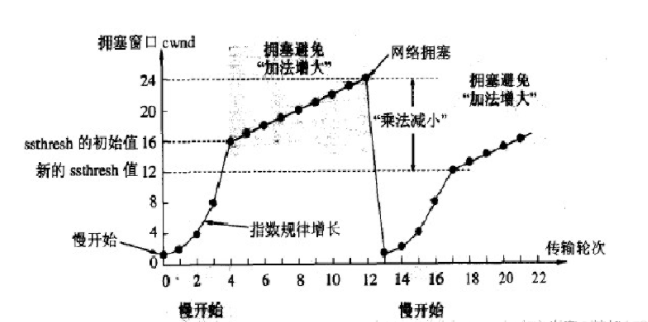 拥塞窗口 cwnd
拥塞避免
“加法增大”
网络拥塞
拥塞避免
“加法增大”
“乘法减小”
24
20
ssthresh 的初始值 16
新的 ssthresh 值 12
8
4
0
慢开始
指数规律增长
传输轮次
0 2 4 6 8 10 12 14 16 18 20 22
慢开始 慢开始